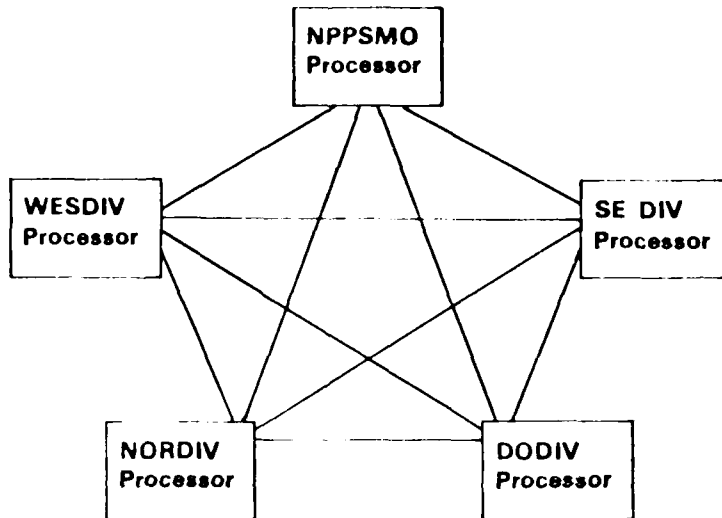 NPPSMO
Processor
WESDIV
Processor
SE DIV
Processor
NORDIV
Processor
DODIV
Processor